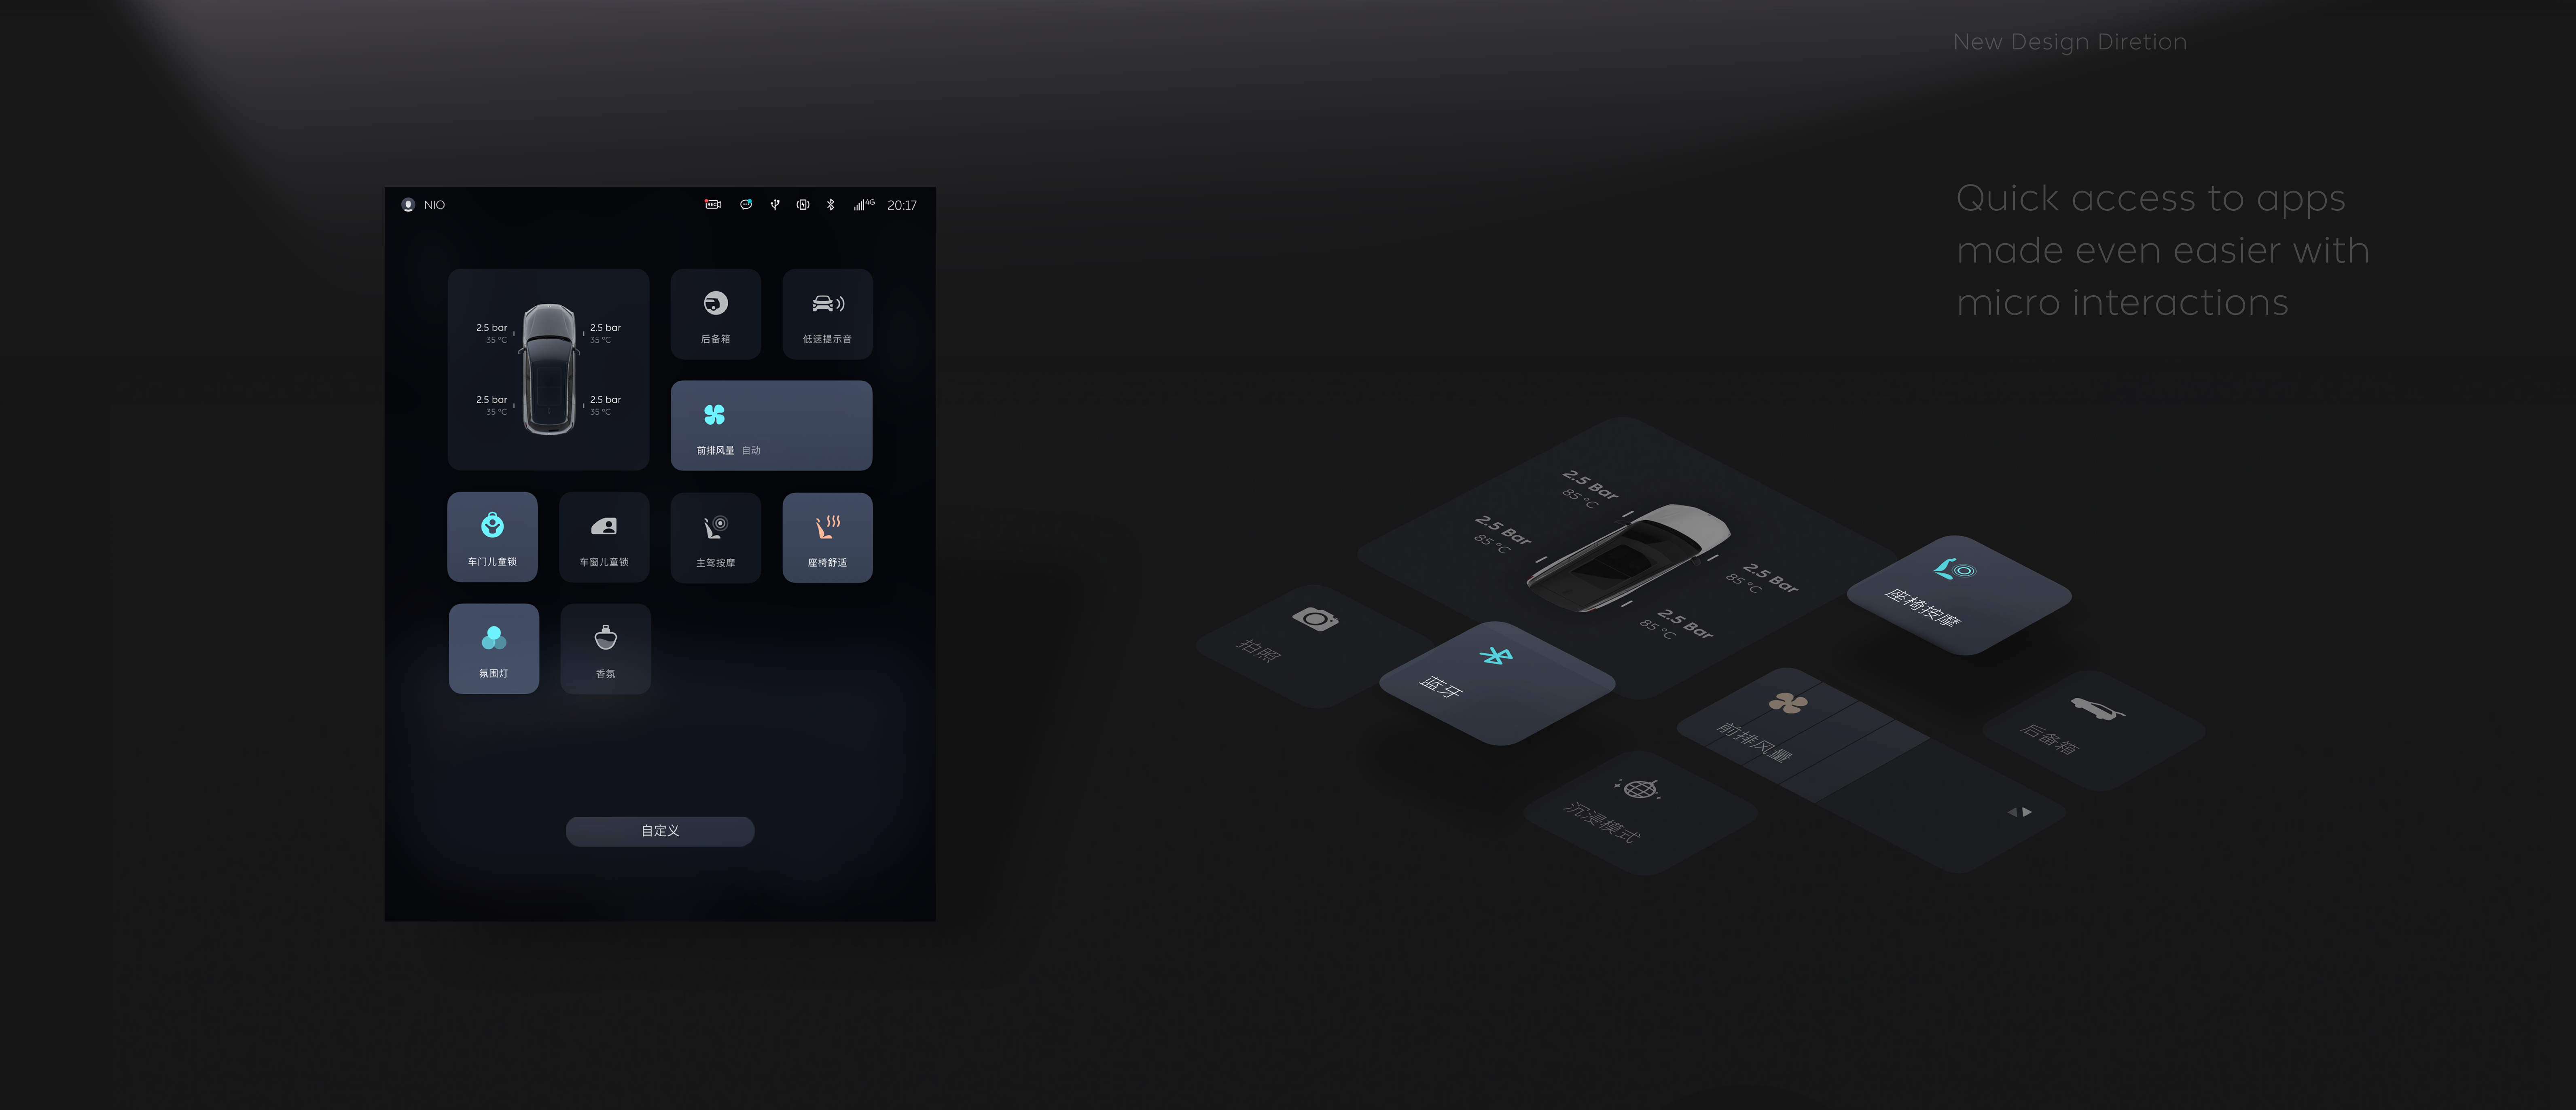 New Design Diretion
Quick access to apps
made even easier with
micro interactions
NIO
REC
4G
20:17
2.5 bar
35 °C
2.5 bar
35 °C
2.5 bar
35 °C
2.5 bar
35 °C
后备箱
低速提示音
前排风量 自动
车门儿童锁
车窗儿童锁
主驾按摩
座椅舒适
氛围灯
香氛
自定义
2.5 Bar
85 °C
2.5 Bar
85 °C
2.5 Bar
85 °C
2.5 Bar
85 °C
座椅按摩
拍照
蓝牙
前排风量
后备箱
沉浸模式